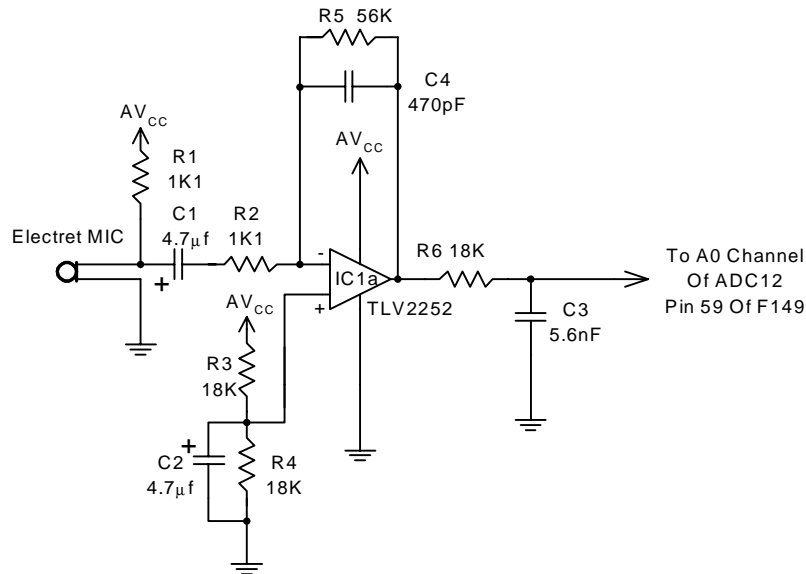 R5 56K
C4
470pF
AVCC
AVCC
R1
1K1
C1
4.7μf
R2
1K1
Electret MIC
+
-
IC1a
+
TLV2252
R6 18K
To A0 Channel
Of ADC12
Pin 59 Of F149
C3
5.6nF
AVCC
R3
18K
+
C2
4.7μf
R4
18K